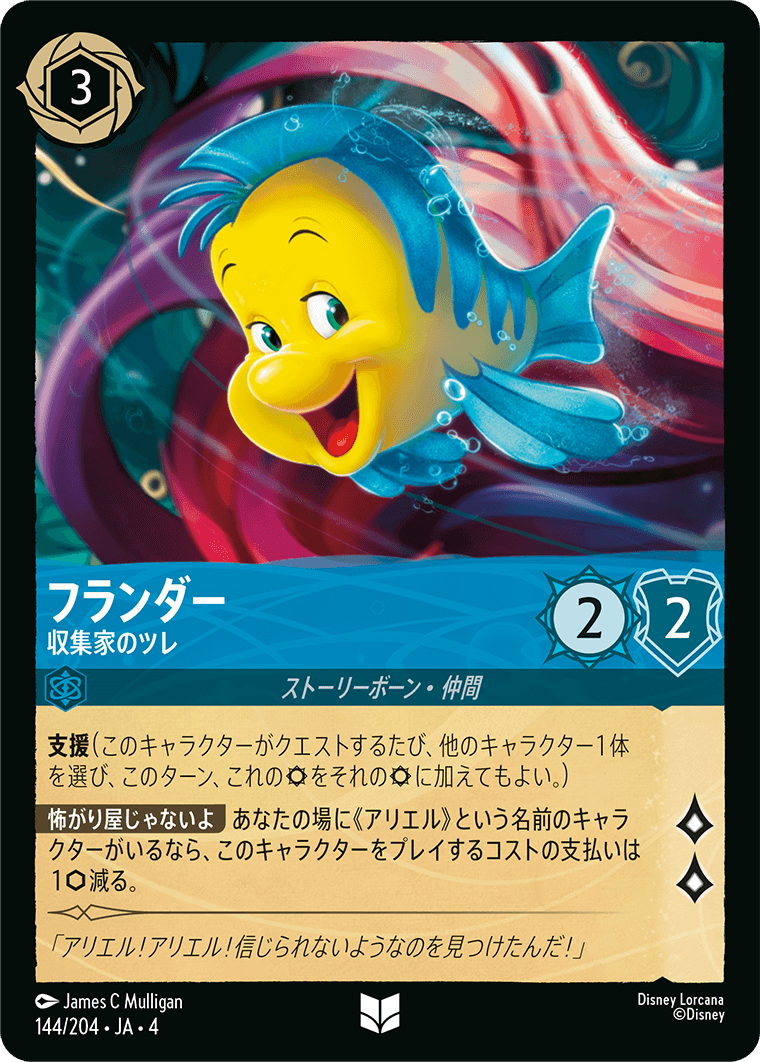 3
フランダー
収集家のツレ
2
2
ストーリーボーン・仲間
支援(このキャラクターがクエストするたび、他のキャラクター1体
を選び、このターン、これの¤をそれの¤に加えてもよい。)
怖がり屋じゃないよ あなたの場に《アリエル》という名前のキャラ
クターがいるなら、このキャラクターをプレイするコストの支払いは
1⬡減る。
「アリエル！アリエル！信じられないようなのを見つけたんだ！」
James C Mulligan
144/204・JA・4
Disney Lorcana
©Disney